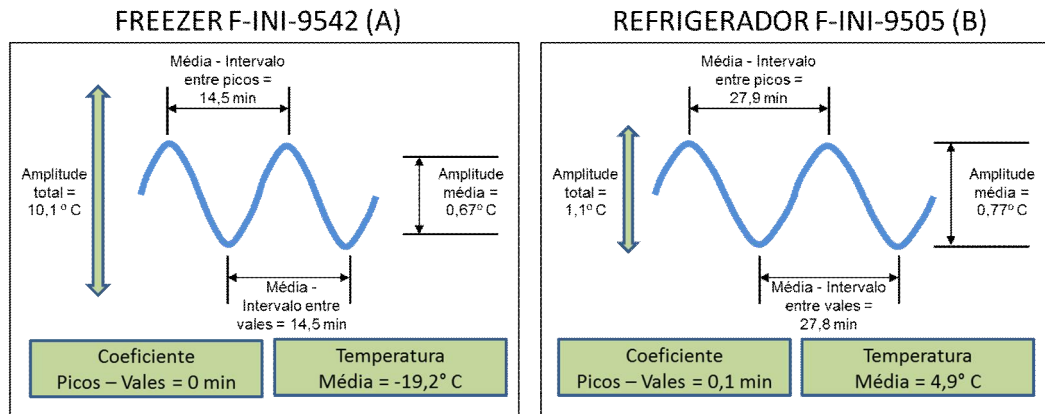 FREEZER F-INI-9542 (A)
Média - Intervalo
entre picos =
14,5 min
Amplitude
total =
10,1º C
Amplitude
média =
0,67º C
Média -
Intervalo entre
vales = 14,5 min
Coeficiente
Picos – Vales = 0 min
Temperatura
Média = -19,2° C
REFRIGERADOR F-INI-9505 (B)
Média - Intervalo
entre picos =
27,9 min
Amplitude
total =
1,1º C
Amplitude
média =
0,77º C
Média - Intervalo
entre vales =
27,8 min
Coeficiente
Picos – Vales = 0,1 min
Temperatura
Média = 4,9° C